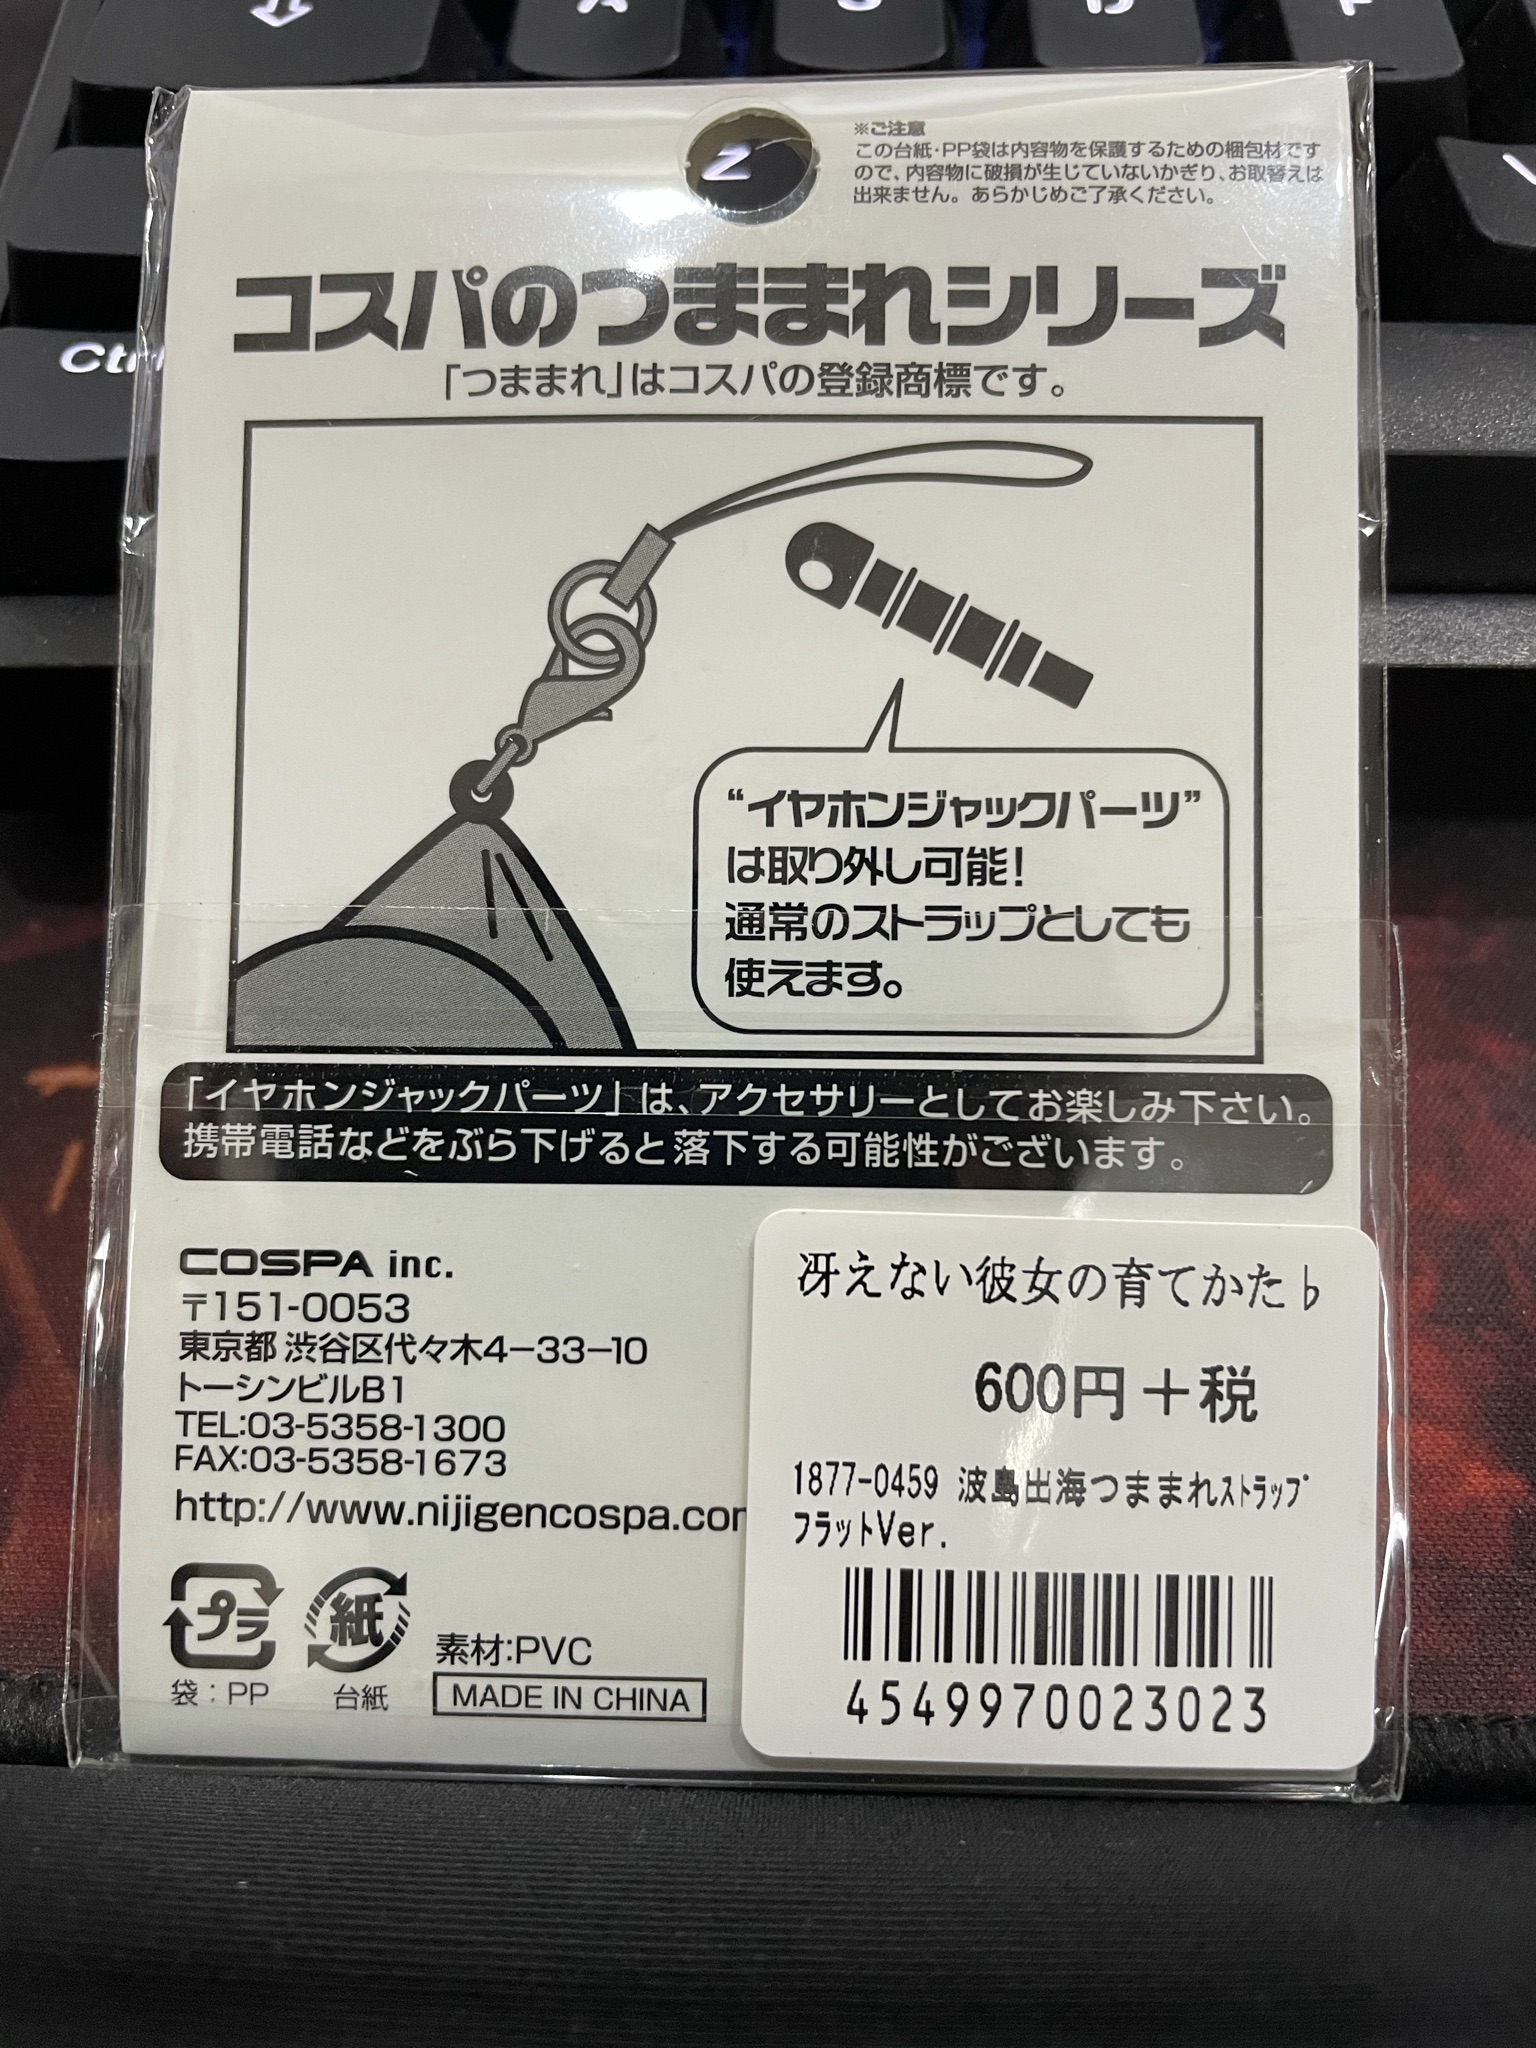 Ctrl
Z
※ご注意
この台紙・PP袋は内容物を保護するための梱包材です
ので、内容物に破損が生じていないかぎり、お取替えは
出来ません。あらかじめご了承ください。
コスパのつままれシリーズ
「つままれ」はコスパの登録商標です。
“イヤホンジャックパーツ”
は取り外し可能!
通常のストラップとしても
使えます。
「イヤホンジャックパーツ」は、アクセサリーとしてお楽しみ下さい。
携帯電話などをぶら下げると落下する可能性がございます。
COSPA inc.
〒151-0053
東京都 渋谷区代々木4-33-10
トーシンビルB1
TEL:03-5358-1300
FAX:03-5358-1673
http://www.nijigencospa.com
プラ
袋:PP
紙
台紙
素材:PVC
MADE IN CHINA
冴えない彼女の育てかた♭
600円+税
1877-0459 波島出海つままれストラップ
フラットVer.
4549970023023